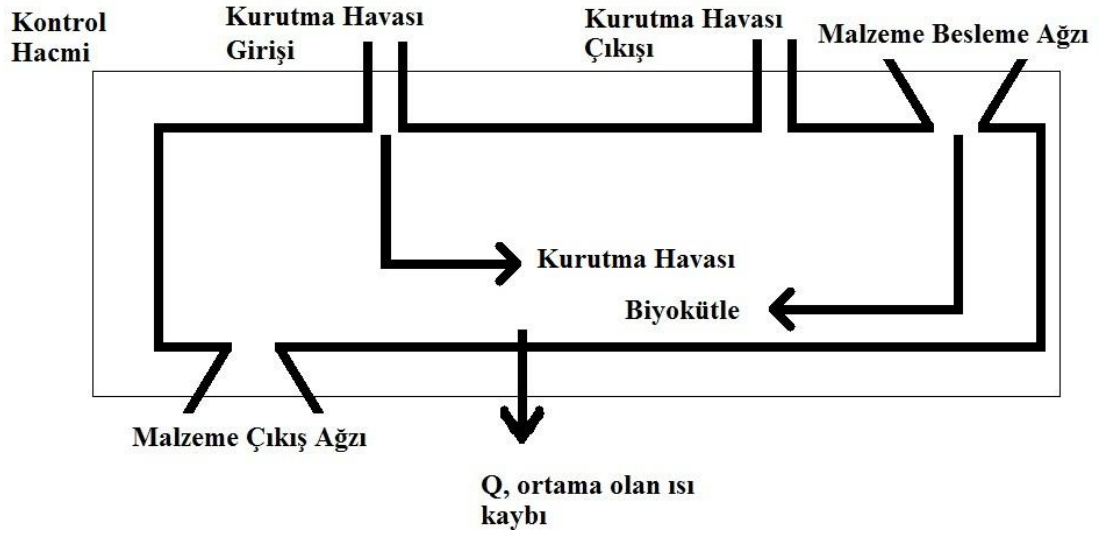 Kontrol
Hacmi
Kurutma Havası
Girişi
Kurutma Havası
Çıkışı
Malzeme Besleme Ağzı
Kurutma Havası
Biyokütle
Malzeme Çıkış Ağzı
Q, ortama olan ısı
kaybı